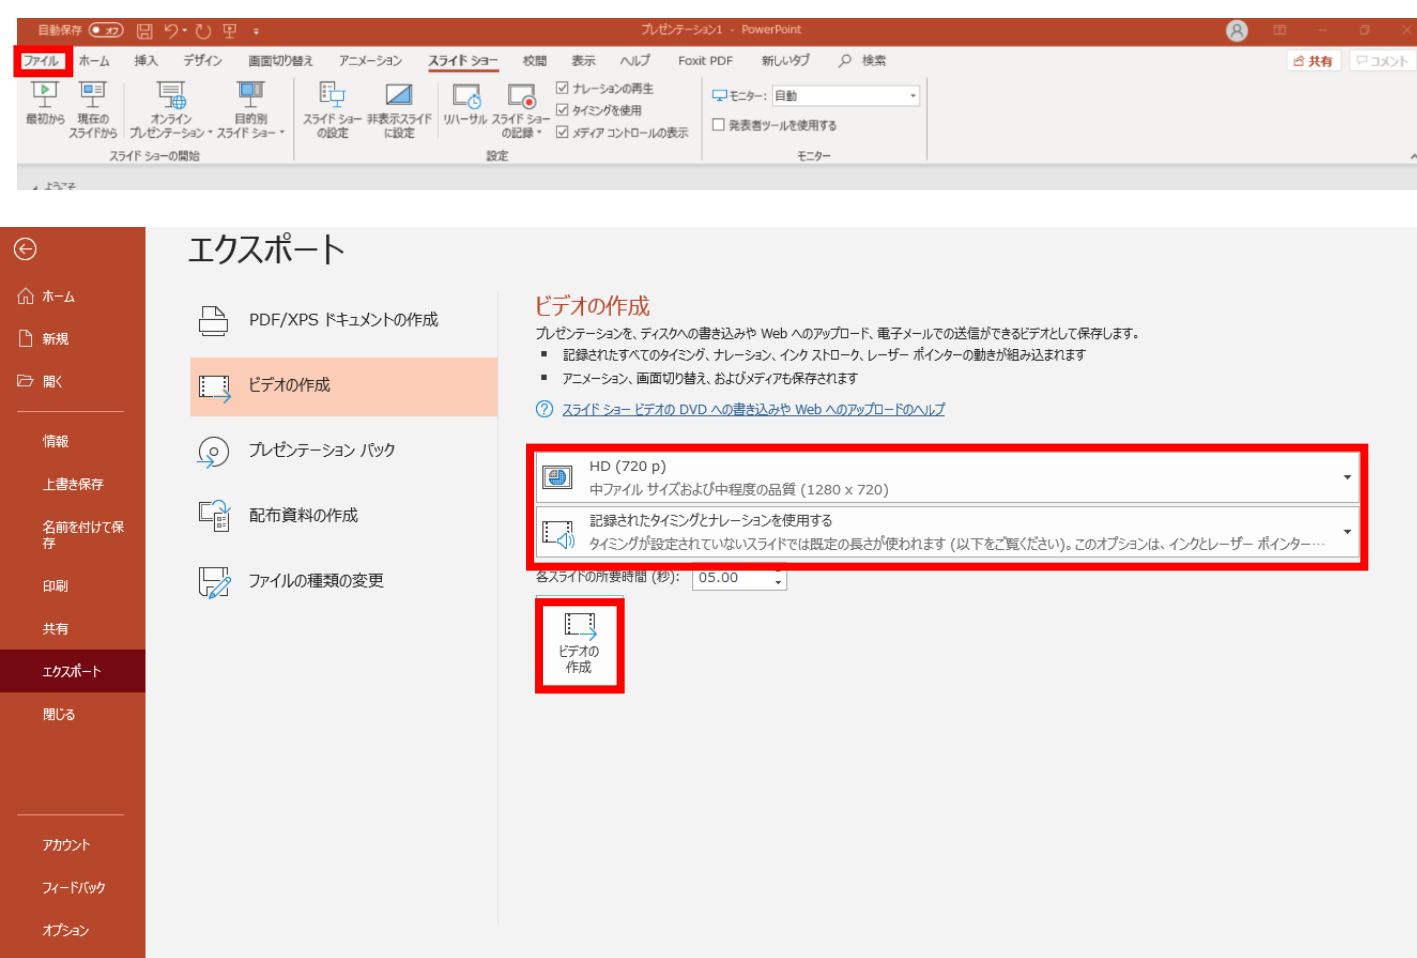 自動保存 オフ プレゼンテーション1 - PowerPoint
ファイル ホーム 挿入 デザイン 画面切り替え アニメーション スライド ショー 校閲 表示 ヘルプ Foxit PDF 新しいタブ 検索 共有 コメント
最初から 現在の
スライドから オンライン
プレゼンテーション 目的別
スライド ショー スライド ショー
の設定 非表示スライド
に設定 リハーサル スライド ショー
の記録 ナレーションの再生
タイミングを使用
メディア コントロールの表示
モニター: 自動
発表者ツールを使用する
スライド ショーの開始 設定 モニター
ようこそ
エクスポート
ホーム
新規
開く
情報
上書き保存
名前を付けて保
存
印刷
共有
エクスポート
閉じる
アカウント
フィードバック
オプション
PDF/XPS ドキュメントの作成
ビデオの作成
プレゼンテーション パック
配布資料の作成
ファイルの種類の変更
ビデオの作成
プレゼンテーションを、ディスクへの書き込みや Web へのアップロード、電子メールでの送信ができるビデオとして保存します。
■ 記録されたすべてのタイミング、ナレーション、インク ストローク、レーザー ポインターの動きが組み込まれます
■ アニメーション、画面切り替え、およびメディアも保存されます
? スライド ショー ビデオの DVD への書き込みや Web へのアップロードのヘルプ
HD (720 p)
中ファイル サイズおよび中程度の品質 (1280 x 720)
記録されたタイミングとナレーションを使用する
タイミングが設定されていないスライドでは既定の長さが使われます (以下をご覧ください)。このオプションは、インクとレーザー ポインター…
各スライドの所要時間 (秒): 05.00
ビデオの
作成